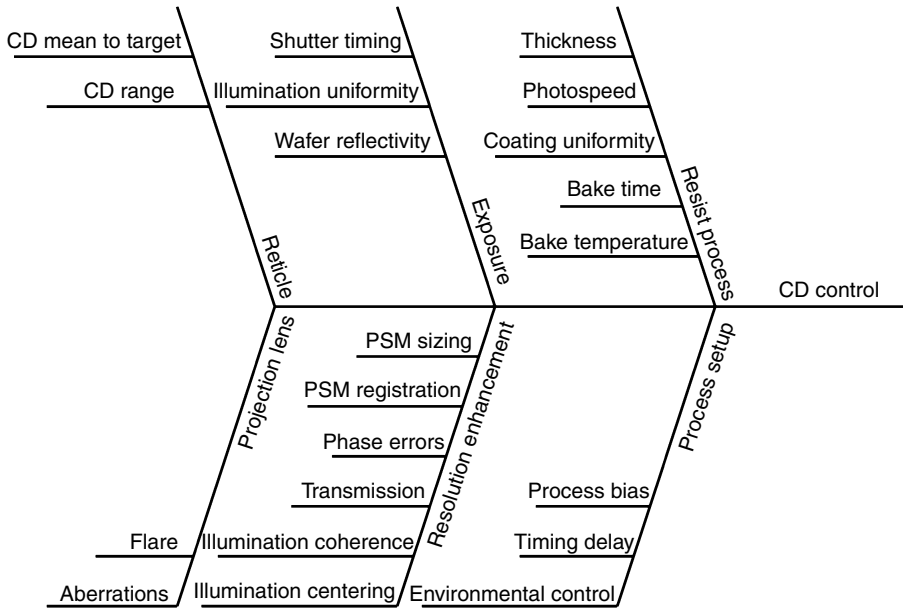 CD mean to target
CD range
Reticle
Shutter timing
Illumination uniformity
Wafer reflectivity
Exposure
Thickness
Photospeed
Coating uniformity
Bake time
Bake temperature
Resist process
CD control
Projection lens
Flare
Aberrations
PSM sizing
PSM registration
Phase errors
Transmission
Illumination coherence
Illumination centering
Resolution enhancement
Process setup
Process bias
Timing delay
Environmental control